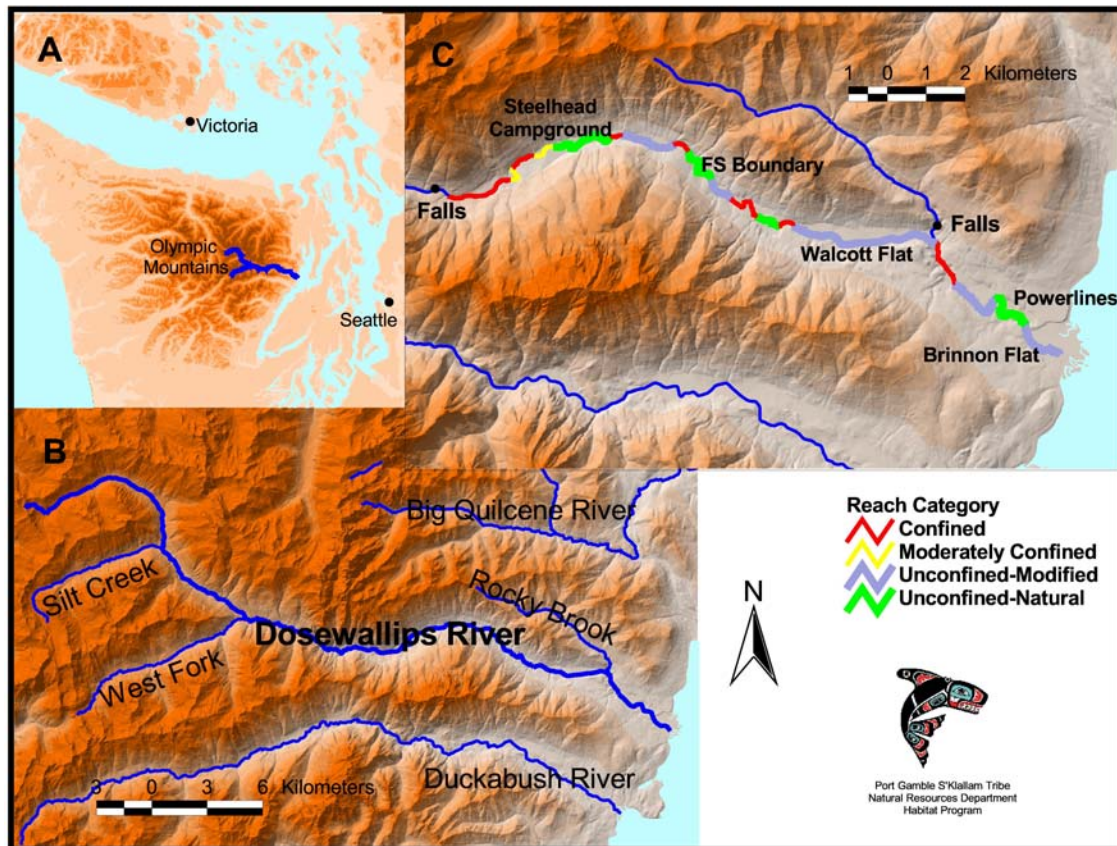 A
Victoria
Olympic
Mountains
Seattle
C
1 0 1 2 Kilometers
Steelhead
Campground
FS Boundary
Falls
Falls
Walcott Flat
Powerlines
Brinnon Flat
B
Big Quilcene River
Silt Creek
Rocky Brook
Dosewallips River
West Fork
3 0 6 Kilometers
Duckabush River
Reach Category
Confined
Moderately Confined
Unconfined-Modified
Unconfined-Natural
N
Port Gamble S'Klallam Tribe
Natural Resources Department
Habitat Program